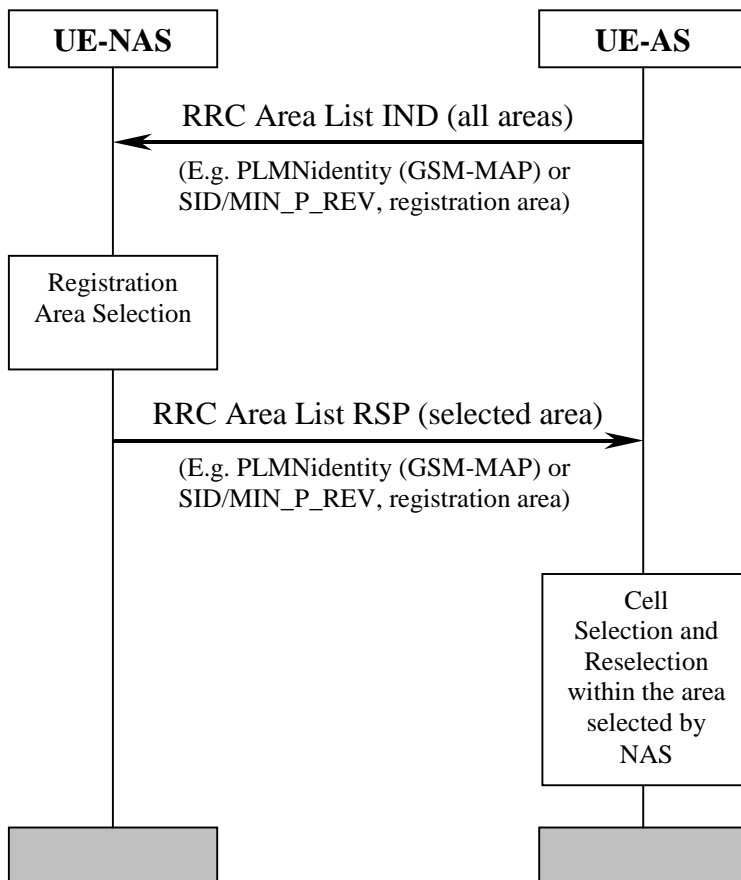 UE-NAS
UE-AS
RRC Area List IND (all areas)
(E.g. PLMNidentity (GSM-MAP) or
SID/MIN_P_REV, registration area)
Registration
Area Selection
RRC Area List RSP (selected area)
(E.g. PLMNidentity (GSM-MAP) or
SID/MIN_P_REV, registration area)
Cell
Selection and
Reselection
within the area
selected by
NAS